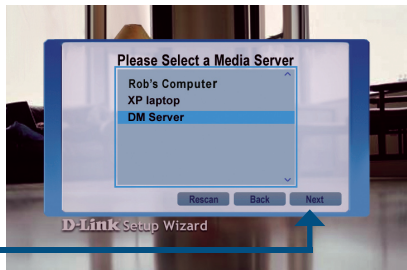 Please Select a Media Server
Rob's Computer
XP laptop
DM Server
Rescan Back Next
D-Link Setup Wizard